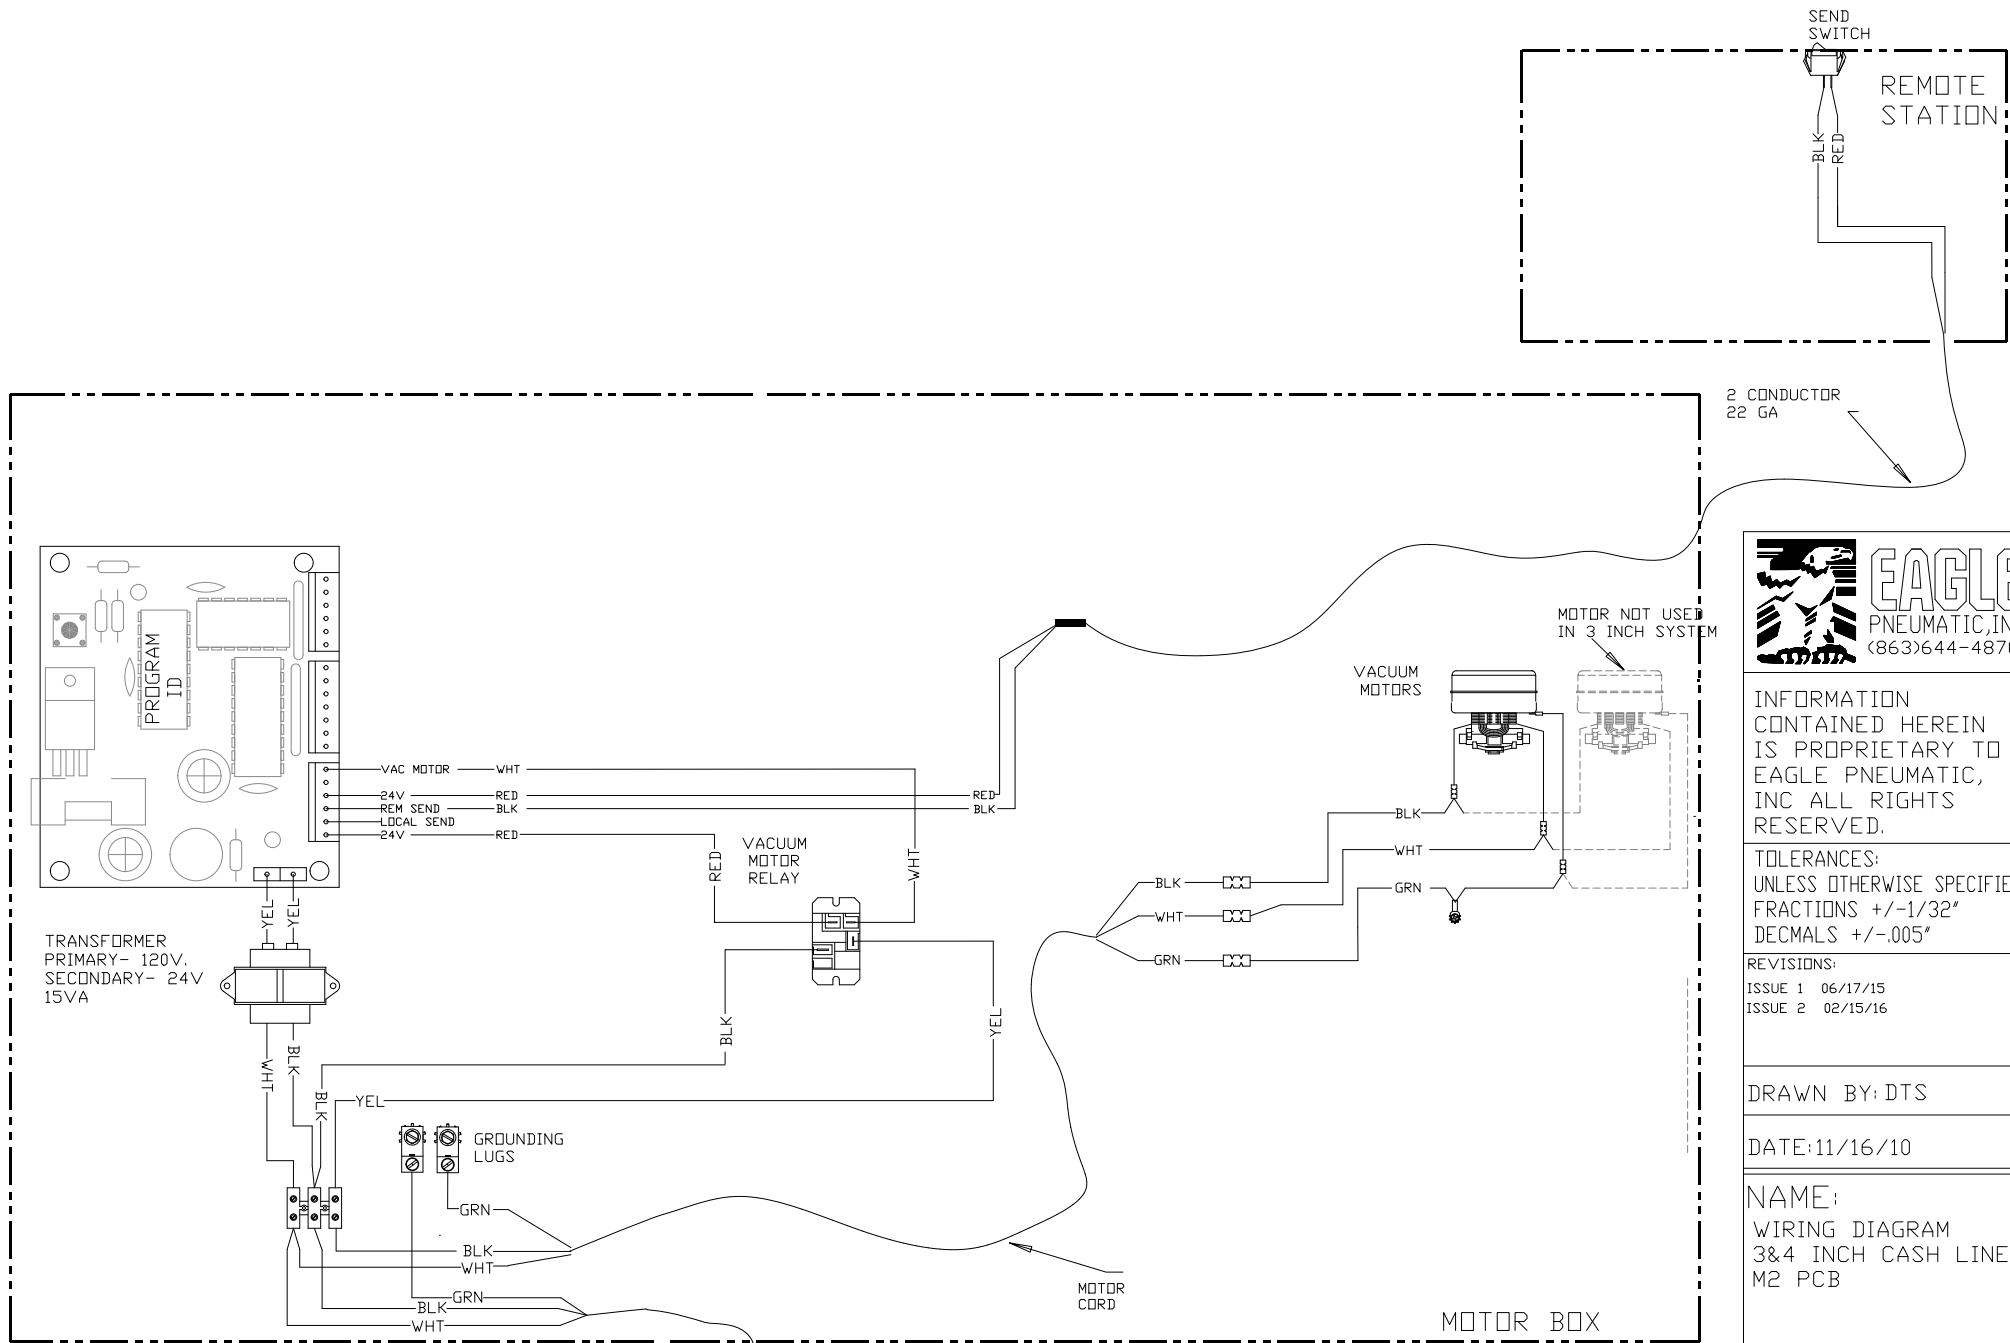 SEND
SWITCH
REMOTE
STATION
BLK
RED
2 CONDUCTOR
22 GA
PROGRAM
ID
VAC MOTOR
WHT
24V
RED
RED
REM SEND
BLK
BLK
LOCAL SEND
24V
RED
RED
VACUUM
MOTOR
RELAY
WHT
MOTOR NOT USED
IN 3 INCH SYSTEM
VACUUM
MOTORS
BLK
WHT
GRN
BLK
WHT
GRN
YEL
YEL
TRANSFORMER
PRIMARY- 120V.
SECONDARY- 24V
15VA
WHT
BLK
BLK
BLK
YEL
YEL
GROUNDING
LUGS
GRN
BLK
WHT
GRN
BLK
WHT
MOTOR
CORD
MOTOR BOX
EAGLE
PNEUMATIC,IN
(863)644-487
INFORMATION
CONTAINED HEREIN
IS PROPRIETARY TO
EAGLE PNEUMATIC,
INC ALL RIGHTS
RESERVED.
TOLERANCES:
UNLESS OTHERWISE SPECIFIE
FRACTIONS +/-1/32"
DECMALS +/-.005"
REVISIONS:
ISSUE 1 06/17/15
ISSUE 2 02/15/16
DRAWN BY: DTS
DATE:11/16/10
NAME:
WIRING DIAGRAM
3&4 INCH CASH LINE
M2 PCB